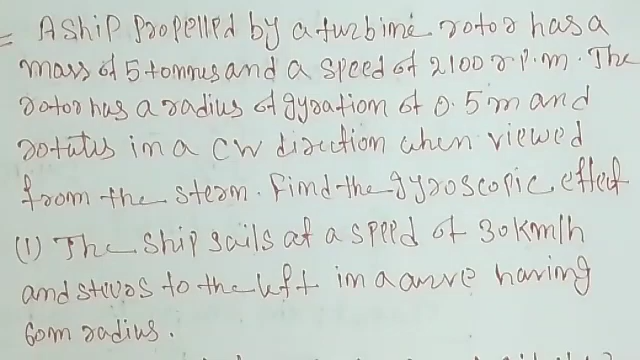 = A Ship propelled by a turbine rotor has a
mass of 5 tonnes and a speed of 2100 r.p.m. The
rotor has a radius of gyration of 0.5m and
rotates in a CW direction when viewed
from the stern. Find the gyroscopic effect
(1) The ship sails at a speed of 30 km/h
and steers to the left in a curve having
60m radius.